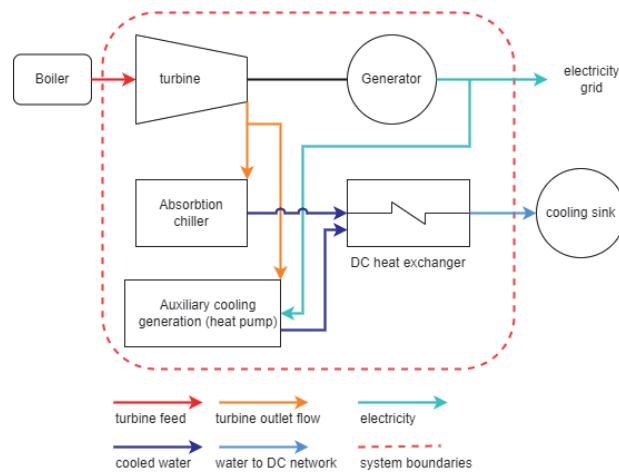 Boiler
turbine
Generator
electricity
grid
Absorbtion
chiller
cooling sink
DC heat exchanger
Auxiliary cooling
generation (heat pump)
turbine feed
turbine outlet flow
electricity
cooled water
water to DC network
system boundaries